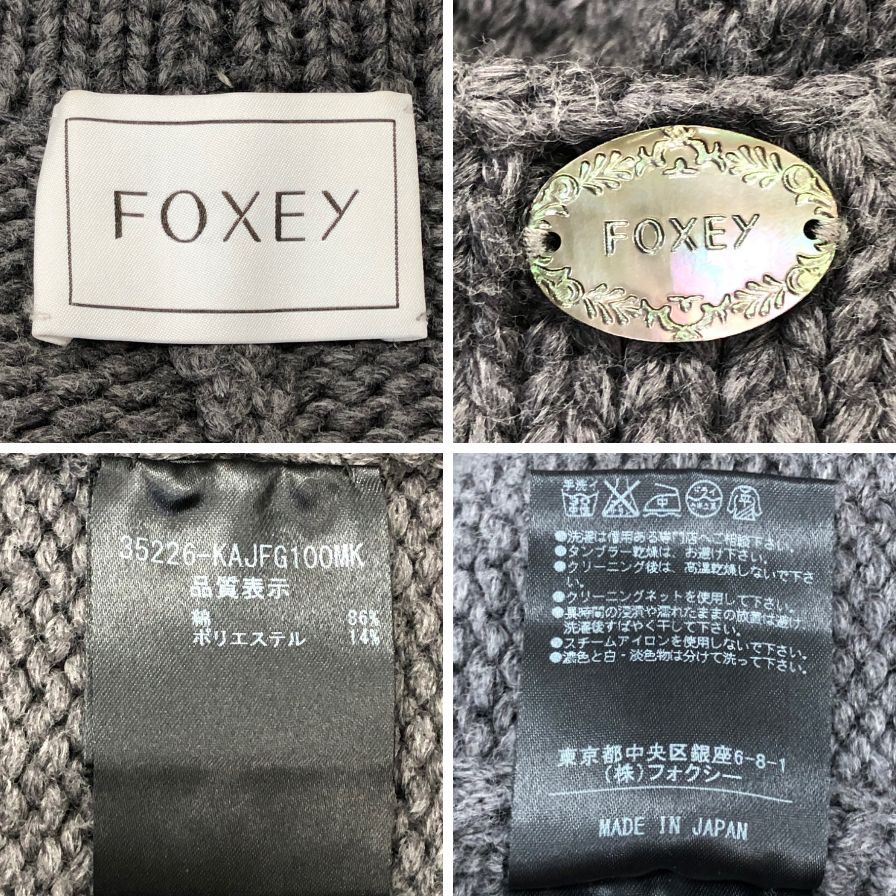 FOXEY
FOXEY
35226-KAJFG100MK
品質表示
綿 86%
ポリエステル 14%
手洗イ
ドライ
●洗濯は信用ある専門店へご相談下さい。
●タンブラー乾燥は、お避け下さい。
●クリーニング後は、高温乾燥しないで下さ
い。
●クリーニングネットを使用して下さい。
●長時間の浸漬や濡れたままの放置は避け、
洗濯後すばやく干して下さい。
●スチームアイロンを使用しないで下さい。
●濃色と白・淡色物は分けて洗って下さい。
東京都中央区銀座6-8-1
(株)フォクシー
MADE IN JAPAN